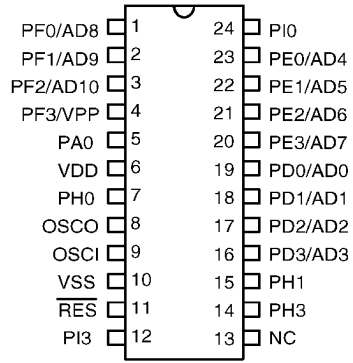 PF0/AD8 1 24 PI0
PF1/AD9 2 23 PE0/AD4
PF2/AD10 3 22 PE1/AD5
PF3/VPP 4 21 PE2/AD6
PA0 5 20 PE3/AD7
VDD 6 19 PD0/AD0
PH0 7 18 PD1/AD1
OSCO 8 17 PD2/AD2
OSCI 9 16 PD3/AD3
VSS 10 15 PH1
RES 11 14 PH3
PI3 12 13 NC